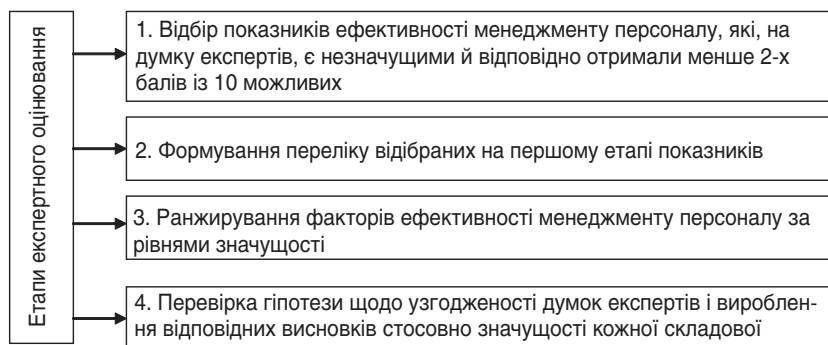 Етапи експертного оцінювання
1. Відбір показників ефективності менеджменту персоналу, які, на
думку експертів, є незначущими й відповідно отримали менше 2-х
балів із 10 можливих
2. Формування переліку відібраних на першому етапі показників
3. Ранжирування факторів ефективності менеджменту персоналу за
рівнями значущості
4. Перевірка гіпотези щодо узгодженості думок експертів і вироблен-
ня відповідних висновків стосовно значущості кожної складової